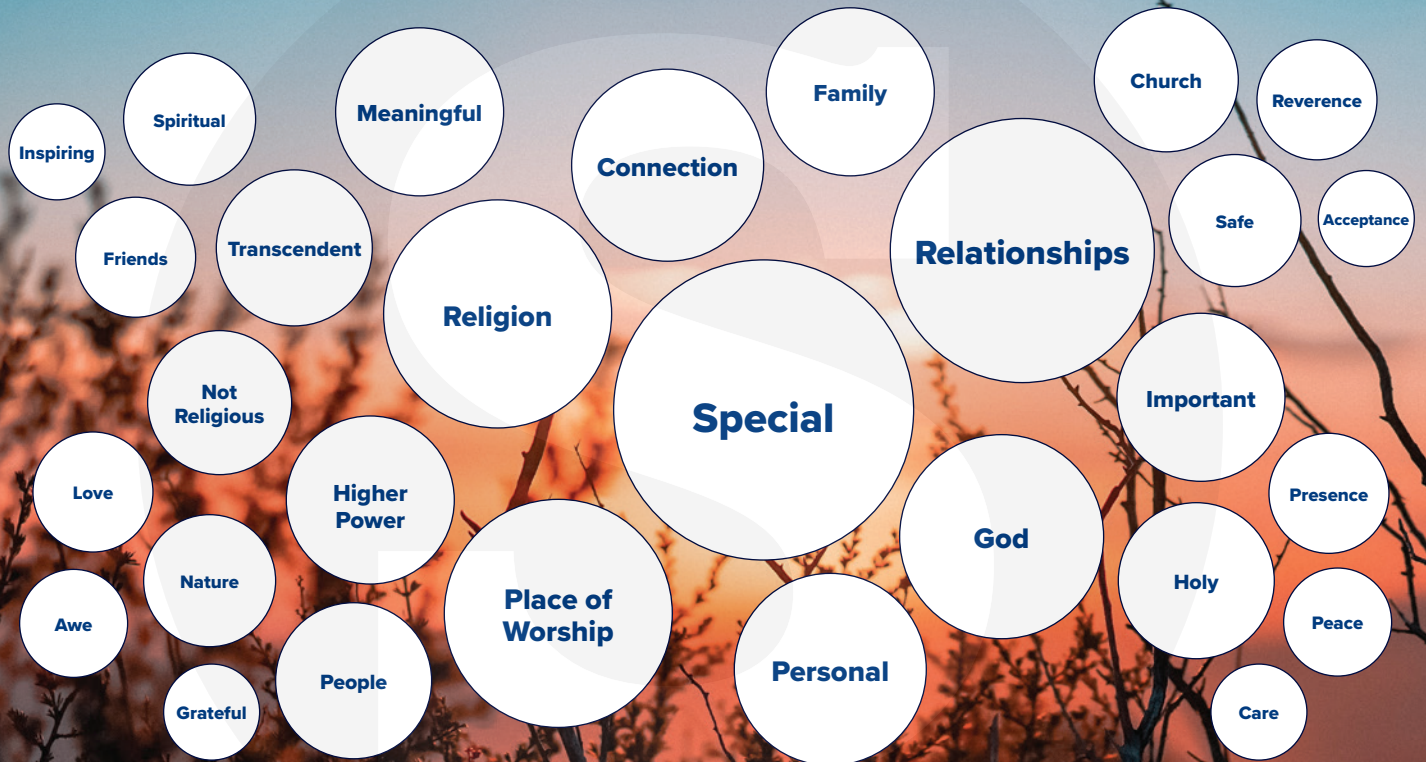 Family
Church
Reverence
Meaningful
Spiritual
Inspiring
Connection
Safe
Acceptance
Friends
Transcendent
Relationships
Religion
Not
Religious
Important
Special
Love
Higher
Power
Presence
God
Nature
Holy
Place of
Worship
Awe
Peace
People
Personal
Grateful
Care